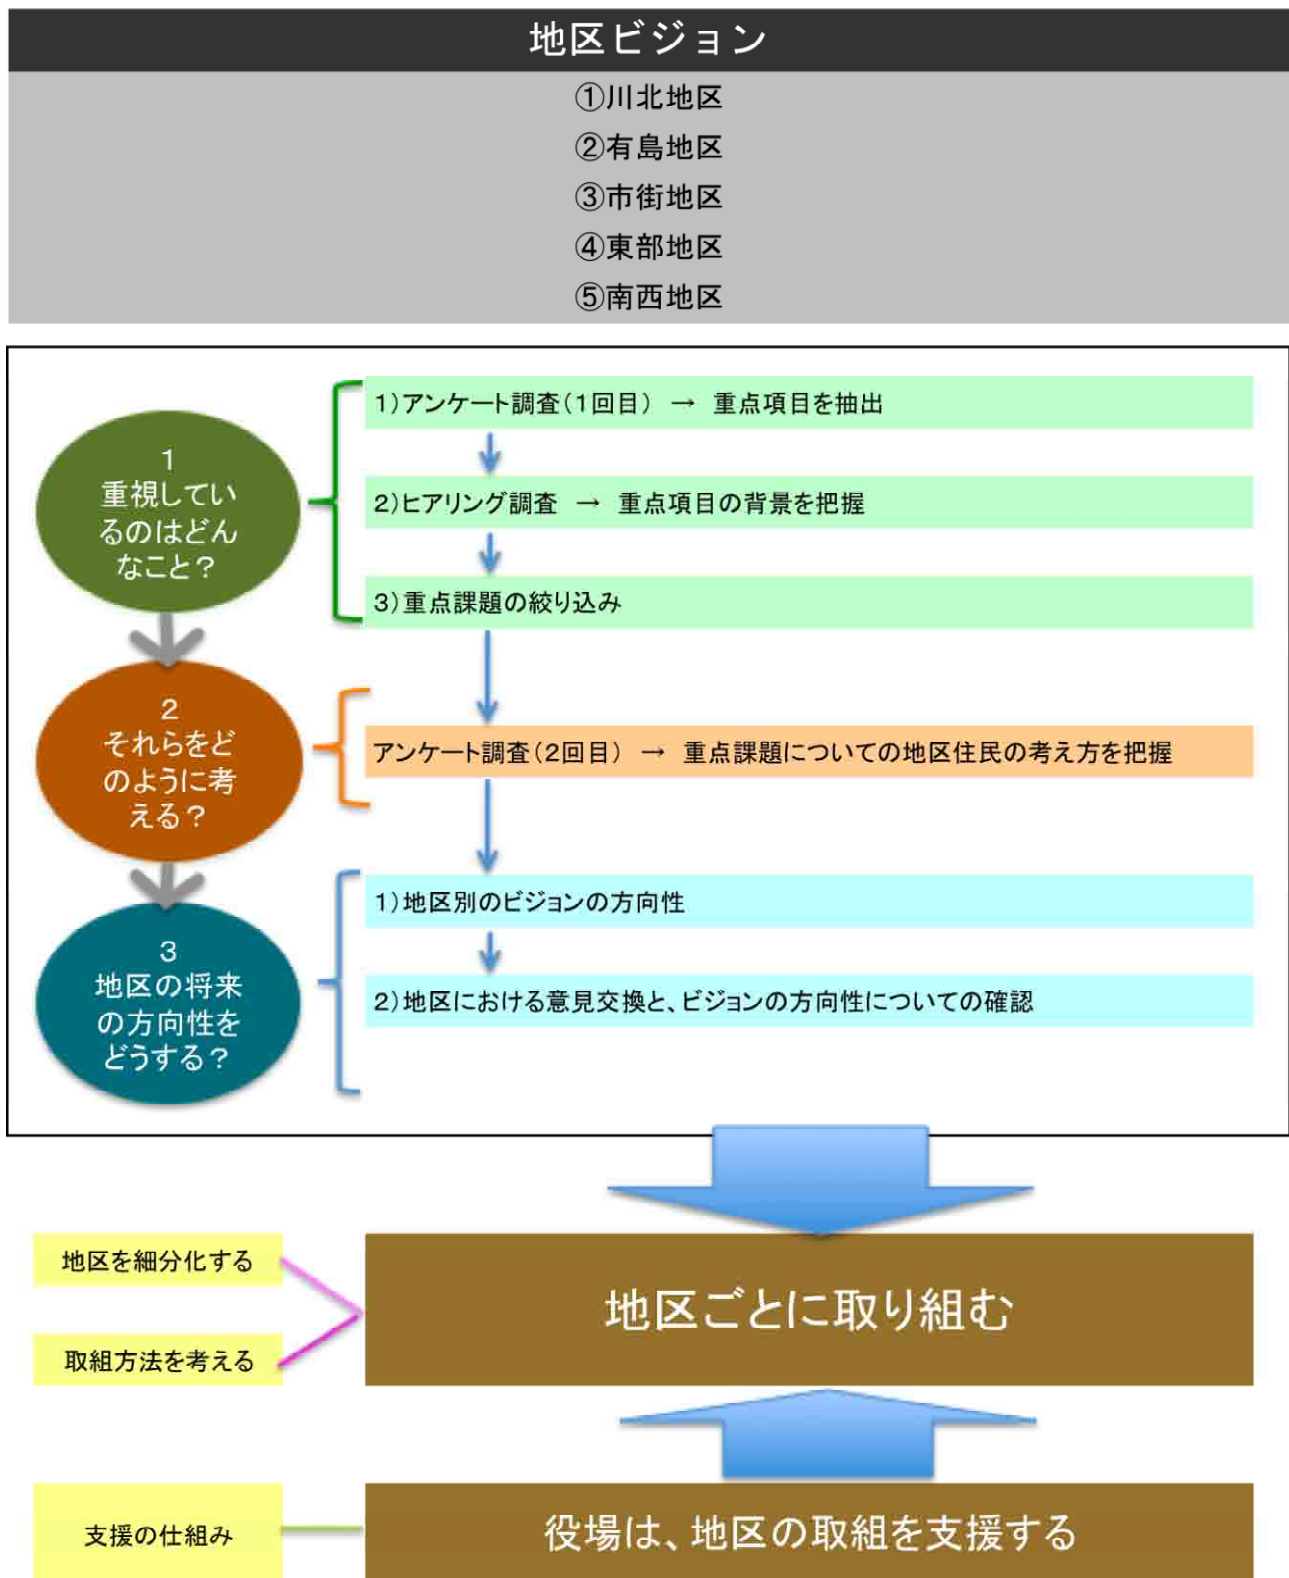 地区ビジョン
①川北地区
②有島地区
③市街地区
④東部地区
⑤南西地区
1
重視してい
るのはどん
なこと？
1)アンケート調査(1回目) → 重点項目を抽出
2)ヒアリング調査 → 重点項目の背景を把握
3)重点課題の絞り込み
2
それらをど
のように考
える？
アンケート調査(2回目) → 重点課題についての地区住民の考え方を把握
3
地区の将来
の方向性を
どうする？
1)地区別のビジョンの方向性
2)地区における意見交換と、ビジョンの方向性についての確認
地区を細分化する
取組方法を考える
地区ごとに取り組む
支援の仕組み
役場は、地区の取組を支援する